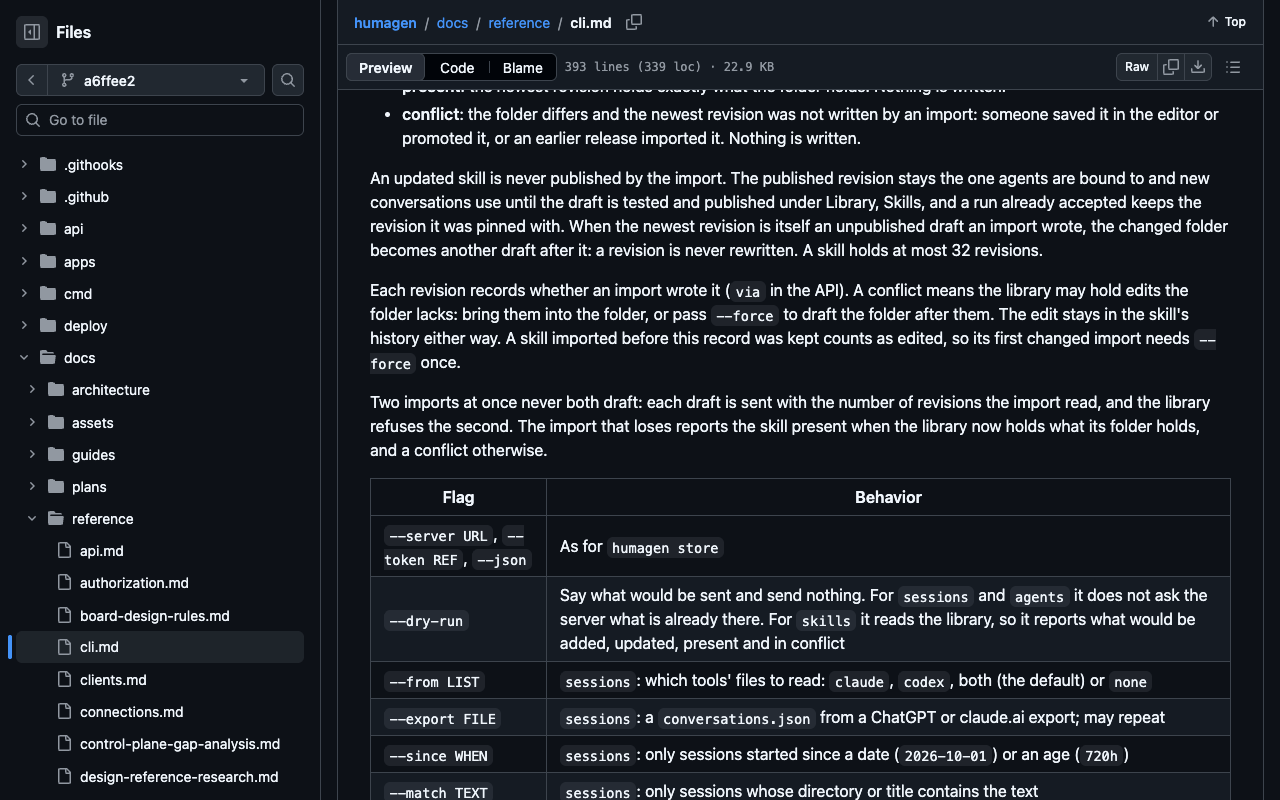 Files
a6ffee2
Go to file
.githooks
.github
api
apps
cmd
deploy
docs
architecture
assets
guides
plans
reference
api.md
authorization.md
board-design-rules.md
cli.md
clients.md
connections.md
control-plane-gap-analysis.md
design-reference-research.md
humagen / docs / reference / cli.md
Top
Preview Code Blame 393 lines (339 loc) · 22.9 KB
Raw
present: the newest revision holds exactly what the folder holds. Nothing is written.
• conflict: the folder differs and the newest revision was not written by an import: someone saved it in the editor or
promoted it, or an earlier release imported it. Nothing is written.
An updated skill is never published by the import. The published revision stays the one agents are bound to and new
conversations use until the draft is tested and published under Library, Skills, and a run already accepted keeps the
revision it was pinned with. When the newest revision is itself an unpublished draft an import wrote, the changed folder
becomes another draft after it: a revision is never rewritten. A skill holds at most 32 revisions.
Each revision records whether an import wrote it ( via in the API). A conflict means the library may hold edits the
folder lacks: bring them into the folder, or pass --force to draft the folder after them. The edit stays in the skill's
history either way. A skill imported before this record was kept counts as edited, so its first changed import needs --
force once.
Two imports at once never both draft: each draft is sent with the number of revisions the import read, and the library
refuses the second. The import that loses reports the skill present when the library now holds what its folder holds,
and a conflict otherwise.
Flag Behavior
--server URL, --
token REF, --json
As for humagen store
--dry-run
Say what would be sent and send nothing. For sessions and agents it does not ask the
server what is already there. For skills it reads the library, so it reports what would be
added, updated, present and in conflict
--from LIST sessions: which tools' files to read: claude, codex, both (the default) or none
--export FILE sessions: a conversations.json from a ChatGPT or claude.ai export; may repeat
--since WHEN sessions: only sessions started since a date (2026-10-01) or an age (720h)
--match TEXT sessions: only sessions whose directory or title contains the text